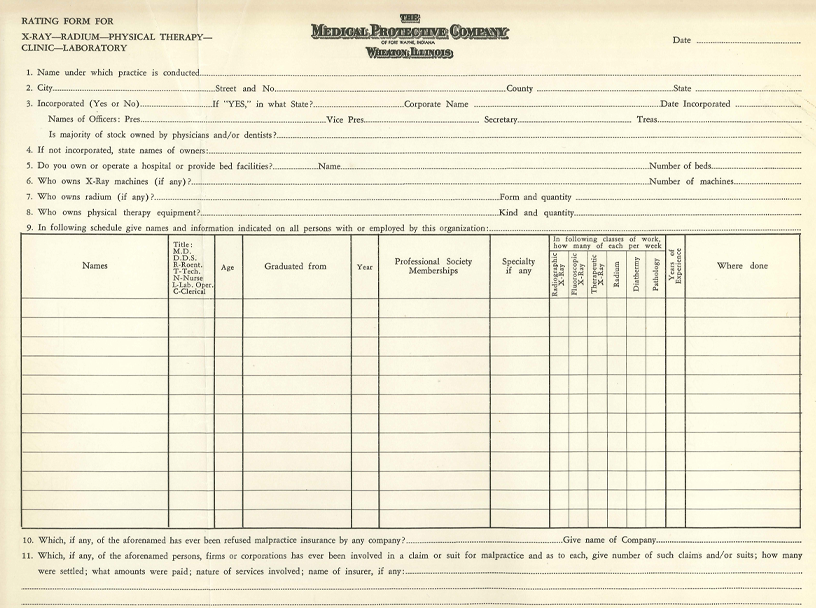 RATING FORM FOR
X-RAY—RADIUM—PHYSICAL THERAPY—
CLINIC—LABORATORY
THE
MEDICAL PROTECTIVE COMPANY
OF FORT WAYNE, INDIANA
WHEATON, ILLINOIS
Date
1. Name under which practice is conducted
2. City Street and No. County State
3. Incorporated (Yes or No) If "YES," in what State? Corporate Name Date Incorporated
Names of Officers: Pres. Vice Pres. Secretary Treas.
Is majority of stock owned by physicians and/or dentists?
4. If not incorporated, state names of owners:
5. Do you own or operate a hospital or provide bed facilities? Name Number of beds
6. Who owns X-Ray machines (if any)? Number of machines
7. Who owns radium (if any)? Form and quantity
8. Who owns physical therapy equipment? Kind and quantity
9. In following schedule give names and information indicated on all persons with or employed by this organization:
Names
Title:
M.D.
D.D.S.
R-Roent.
T-Tech.
N-Nurse
L-Lab. Oper.
C-Clerical
Age
Graduated from
Year
Professional Society
Memberships
Specialty
if any
In following classes of work,
how many of each per week
Radiographic
X-Ray
Fluoroscopic
X-Ray
Therapeutic
X-Ray
Radium
Diathermy
Pathology
Years of
Experience
Where done
10. Which, if any, of the aforenamed has ever been refused malpractice insurance by any company? Give name of Company
11. Which, if any, of the aforenamed persons, firms or corporations has ever been involved in a claim or suit for malpractice and as to each, give number of such claims and/or suits; how many
were settled; what amounts were paid; nature of services involved; name of insurer, if any: